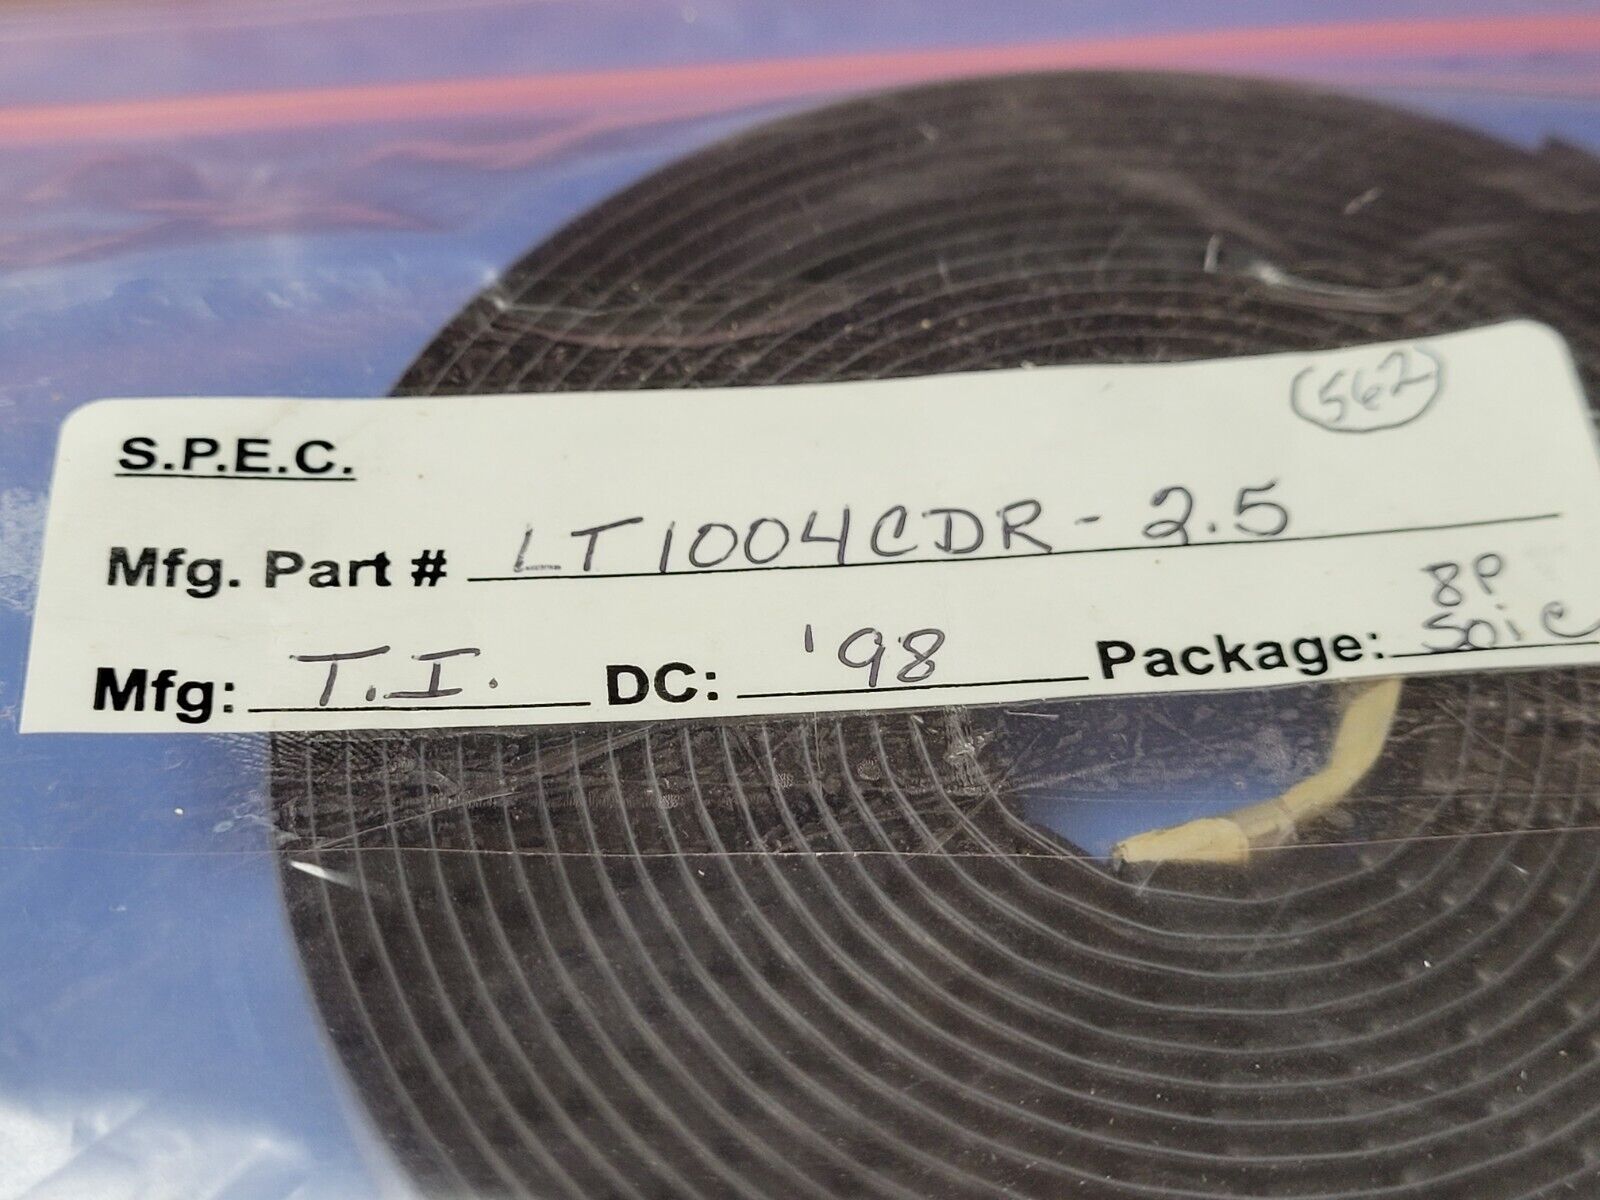 562
S.P.E.C.
Mfg. Part # LT1004CDR-2.5
8P
Mfg: T.I. DC: '98 Package: Soic